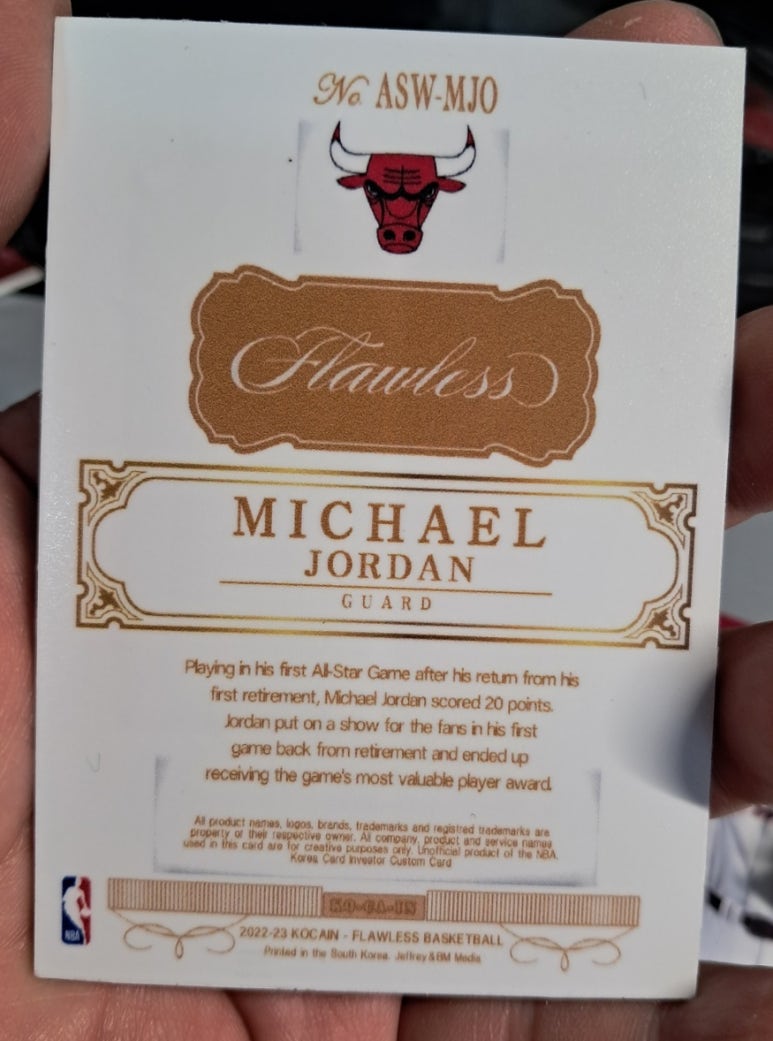 No. ASW-MJO
Flawless
MICHAEL
JORDAN
GUARD
Playing in his first All-Star Game after his return from his
first retirement, Michael Jordan scored 20 points.
Jordan put on a show for the fans in his first
game back from retirement and ended up
receiving the game's most valuable player award.
All product names, logos, brands, trademarks and registred trademarks are
property of their respective owner. All company, product and service names
used in this card are for creative purposes only. Unofficial product of the NBA.
Korea Card Investor Custom Card
KO-CA-IN
NBA
2022-23 KOCAIN - FLAWLESS BASKETBALL
Printed in the South Korea. Jeffrey&BM Media